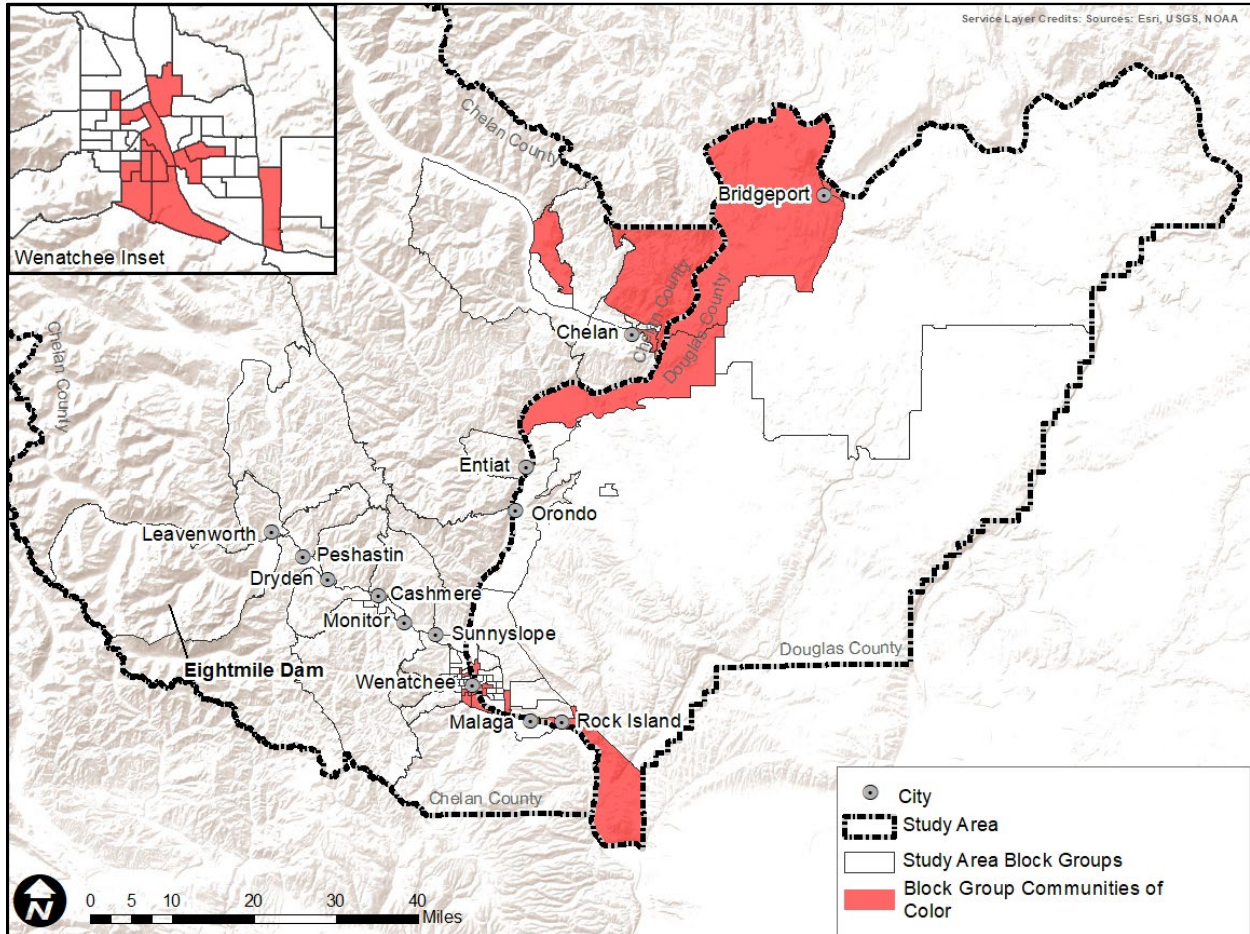 Service Layer Credits: Sources: Esri, USGS, NOAA
Wenatchee Inset
Chelan County
Bridgeport
Chelan County
Douglas County
Chelan
Chelan County
Entiat
Orondo
Leavenworth
Peshastin
Dryden
Cashmere
Monitor
Sunnyslope
Eightmile Dam
Douglas County
Wenatchee
Malaga
Rock Island
Chelan County
City
Study Area
Study Area Block Groups
Block Group Communities of
Color
N
0 5 10 20 30 40
Miles